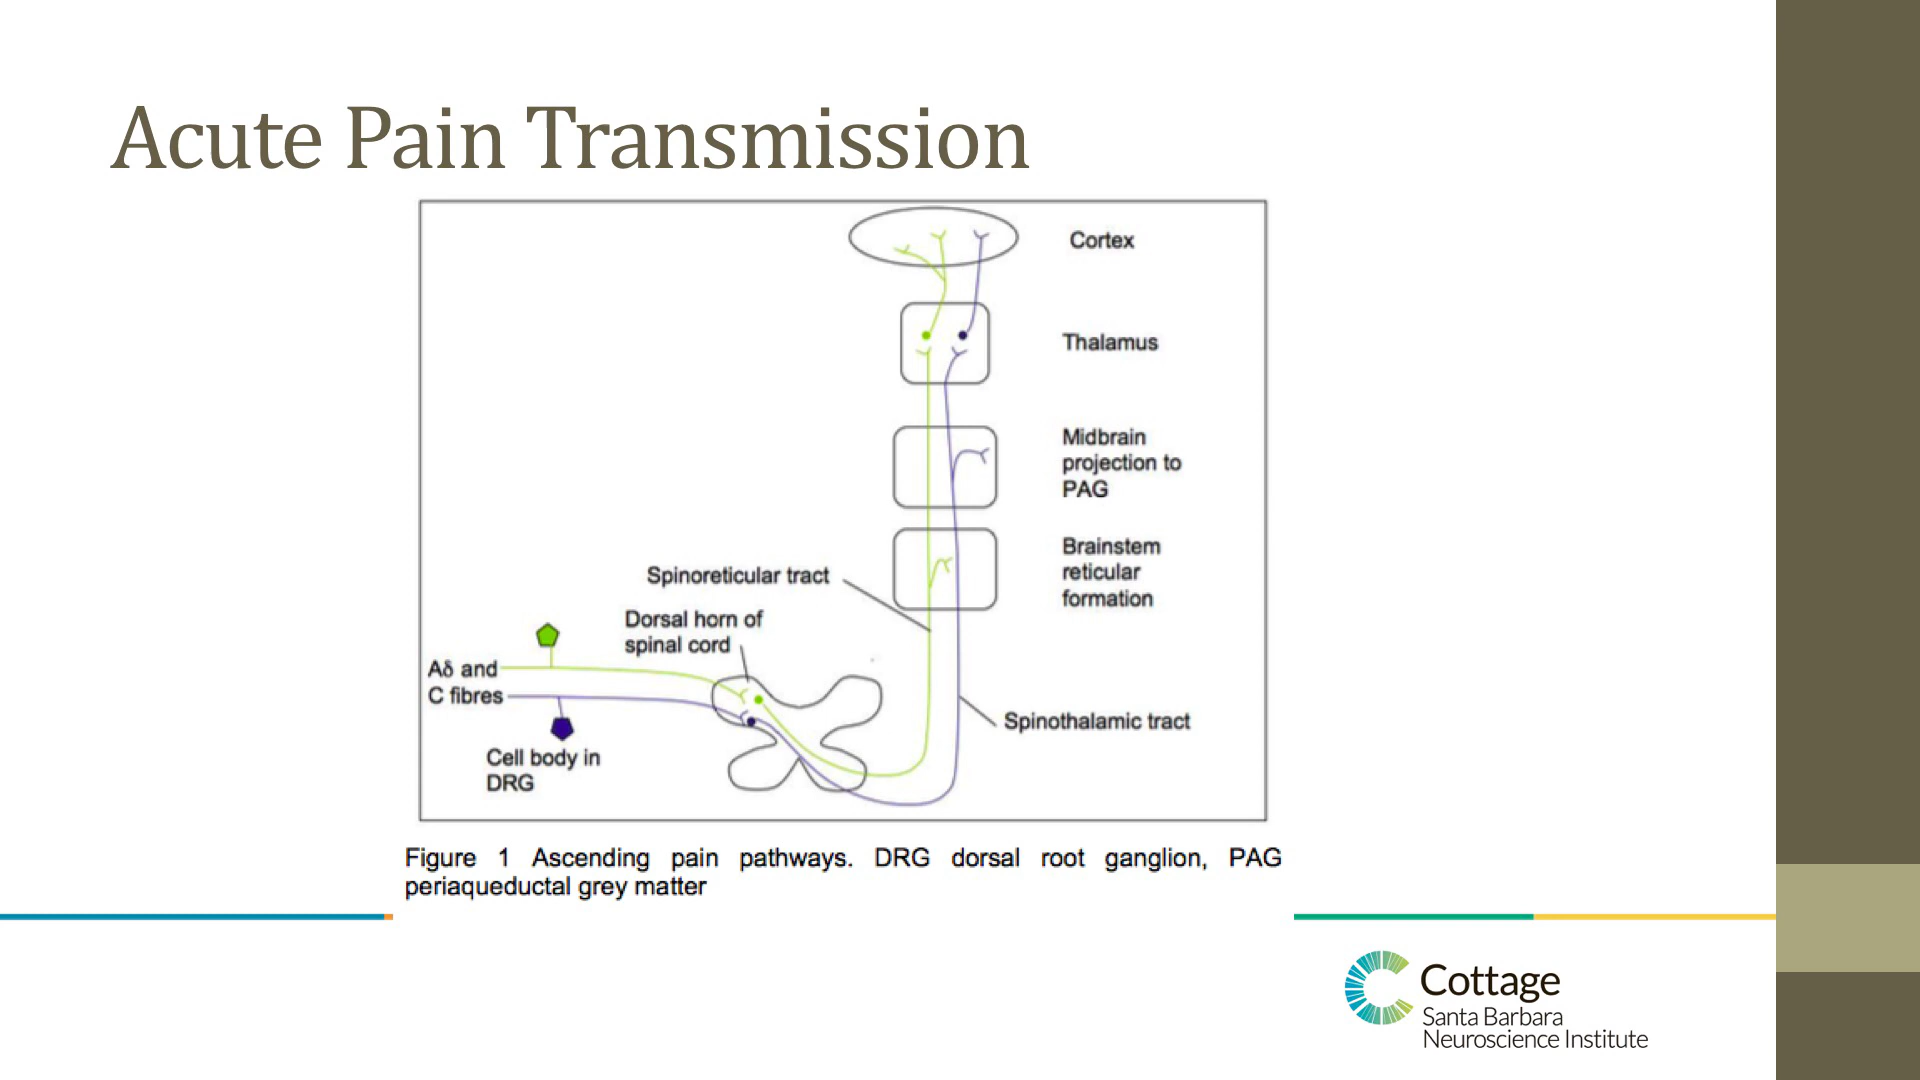 Acute Pain Transmission
Cortex
Thalamus
Midbrain
projection to
PAG
Brainstem
reticular
formation
Spinoreticular tract
Dorsal horn of
spinal cord
Aδ and
C fibres
Spinothalamic tract
Cell body in
DRG
Figure 1 Ascending pain pathways. DRG dorsal root ganglion, PAG
periaqueductal grey matter
Cottage
Santa Barbara
Neuroscience Institute